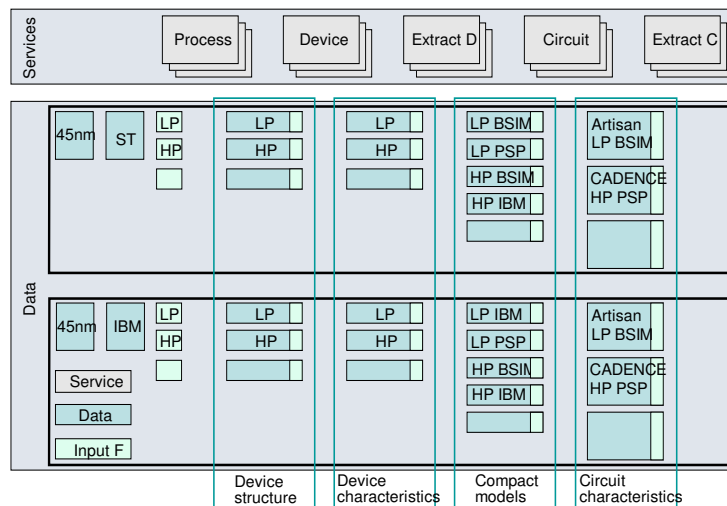 Services
Process
Device
Extract D
Circuit
Extract C
Data
45nm
ST
LP
HP
LP
HP
LP
HP
LP BSIM
LP PSP
HP BSIM
HP IBM
Artisan
LP BSIM
CADENCE
HP PSP
45nm
IBM
LP
HP
LP
HP
LP
HP
LP IBM
LP PSP
HP BSIM
HP IBM
Artisan
LP BSIM
CADENCE
HP PSP
Service
Data
Input F
Device
structure
Device
characteristics
Compact
models
Circuit
characteristics